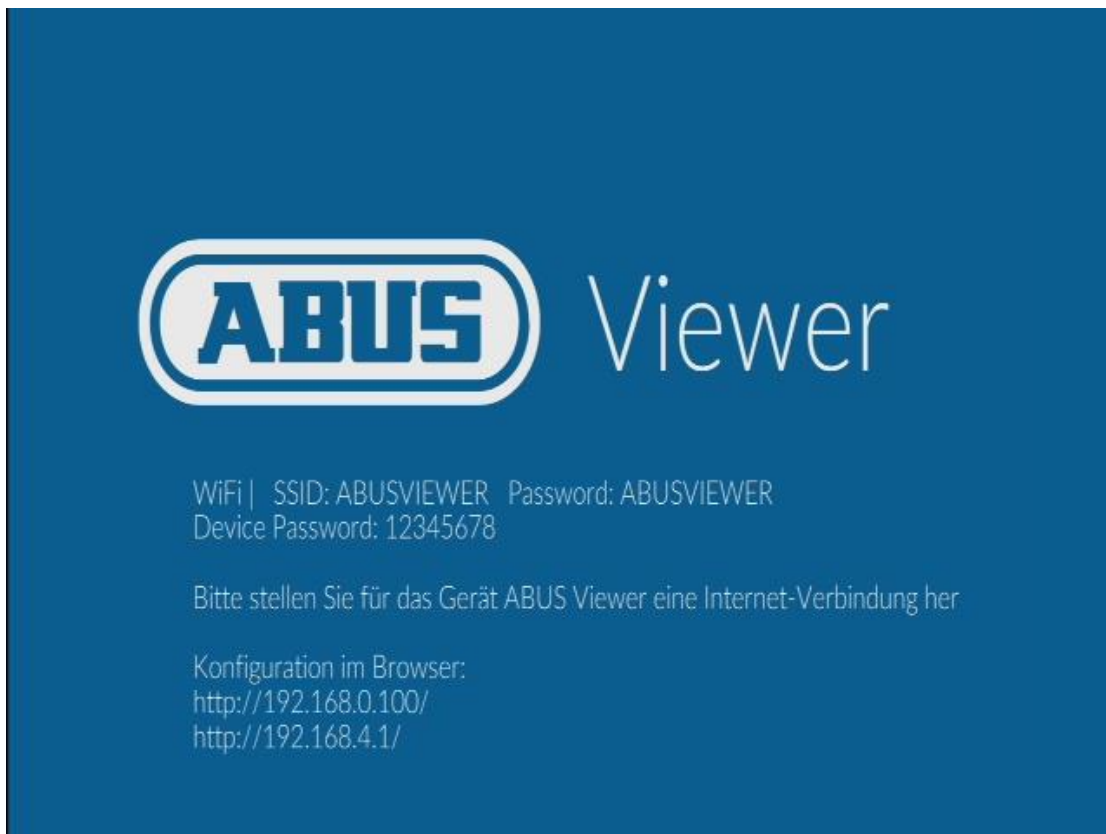 ABUS Viewer
WiFi | SSID: ABUSVIEWER Password: ABUSVIEWER
Device Password: 12345678
Bitte stellen Sie für das Gerät ABUS Viewer eine Internet-Verbindung her
Konfiguration im Browser:
http://192.168.0.100/
http://192.168.4.1/